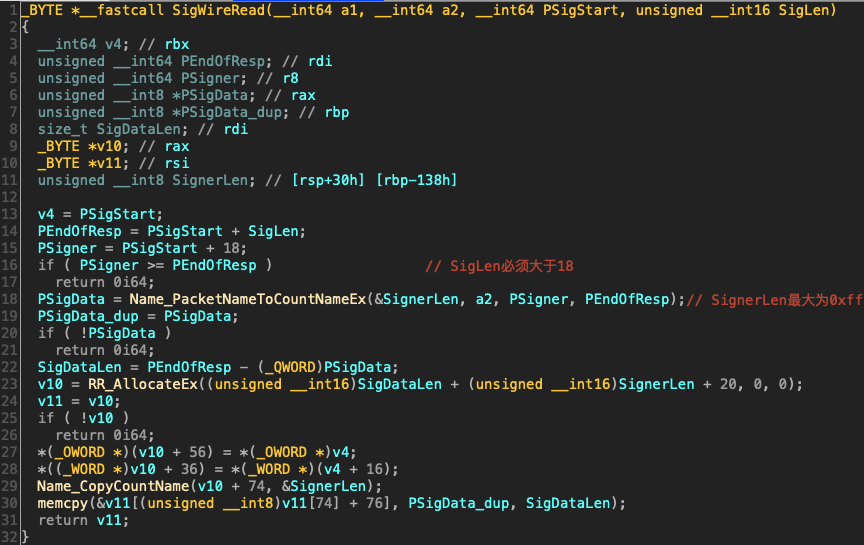 1 _BYTE *__fastcall SigWireRead(__int64 a1, __int64 a2, __int64 PSigStart, unsigned __int16 SigLen)
2 {
3 __int64 v4; // rbx
4 unsigned __int64 PEndOfResp; // rdi
5 unsigned __int64 PSigner; // r8
6 unsigned __int8 *PSigData; // rax
7 unsigned __int8 *PSigData_dup; // rbp
8 size_t SigDataLen; // rdi
9 _BYTE *v10; // rax
10 _BYTE *v11; // rsi
11 unsigned __int8 SignerLen; // [rsp+30h] [rbp-138h]
12
13 v4 = PSigStart;
14 PEndOfResp = PSigStart + SigLen;
15 PSigner = PSigStart + 18;
16 if ( PSigner >= PEndOfResp ) // SigLen必须大于18
17 return 0i64;
18 PSigData = Name_PacketNameToCountNameEx(&SignerLen, a2, PSigner, PEndOfResp);// SignerLen最大为0xff
19 PSigData_dup = PSigData;
20 if ( !PSigData )
21 return 0i64;
22 SigDataLen = PEndOfResp - (_QWORD)PSigData;
23 v10 = RR_AllocateEx((unsigned __int16)SigDataLen + (unsigned __int16)SignerLen + 20, 0, 0);
24 v11 = v10;
25 if ( !v10 )
26 return 0i64;
27 *(_OWORD *)(v10 + 56) = *(_OWORD *)v4;
28 *((_WORD *)v10 + 36) = *(_WORD *)(v4 + 16);
29 Name_CopyCountName(v10 + 74, &SignerLen);
30 memcpy(&v11[(unsigned __int8)v11[74] + 76], PSigData_dup, SigDataLen);
31 return v11;
32 }